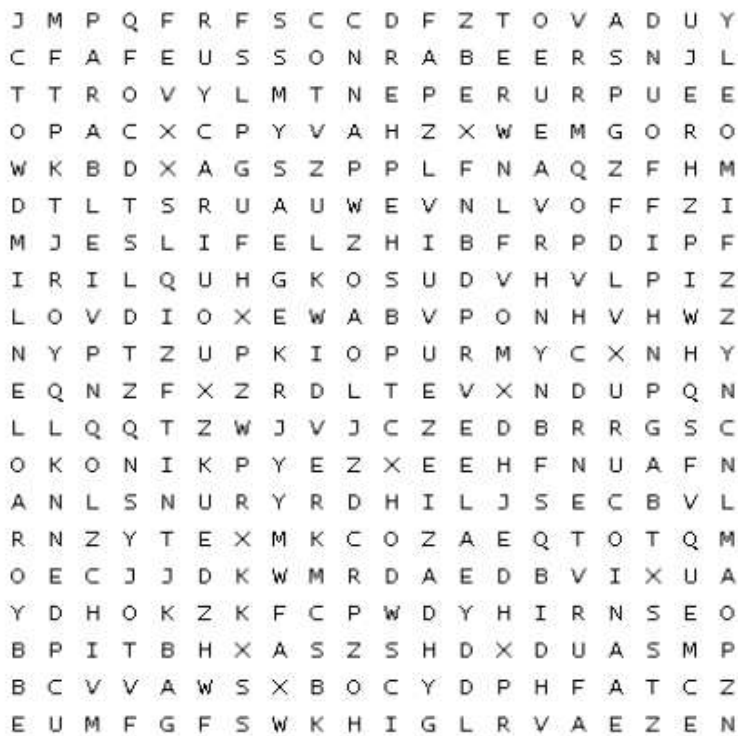 J M P Q F R F S C C D F Z T O V A D U Y
C F A F E U S S O N R A B E E R S N J L
T T R O V Y L M T N E P E R U R P U E E
O P A C X C P Y V A H Z X W E M G O R O
W K B D X A G S Z P P L F N A Q Z F H M
D T L T S R U A U W E V N L V O F F Z I
M J E S L I F E L Z H I B F R P D I P F
I R I L Q U H G K O S U D V H V L P I Z
L O V D I O X E W A B V P O N H V H W Z
N Y P T Z U P K I O P U R M Y C X N H Y
E Q N Z F X Z R D L T E V X N D U P Q N
L L Q Q T Z W J V J C Z E D B R R G S C
O K O N I K P Y E Z X E E H F N U A F N
A N L S N U R Y R D H I L J S E C B V L
R N Z Y T E X M K C O Z A E Q T O T Q M
O E C J J D K W M R D A E D B V I X U A
Y D H O K Z K F C P W D Y H I R N S E O
B P I T B H X A S Z S H D X D U A S M P
B C V V A W S X B O C Y D P H F A T C Z
E U M F G F S W K H I G L R V A E Z E N